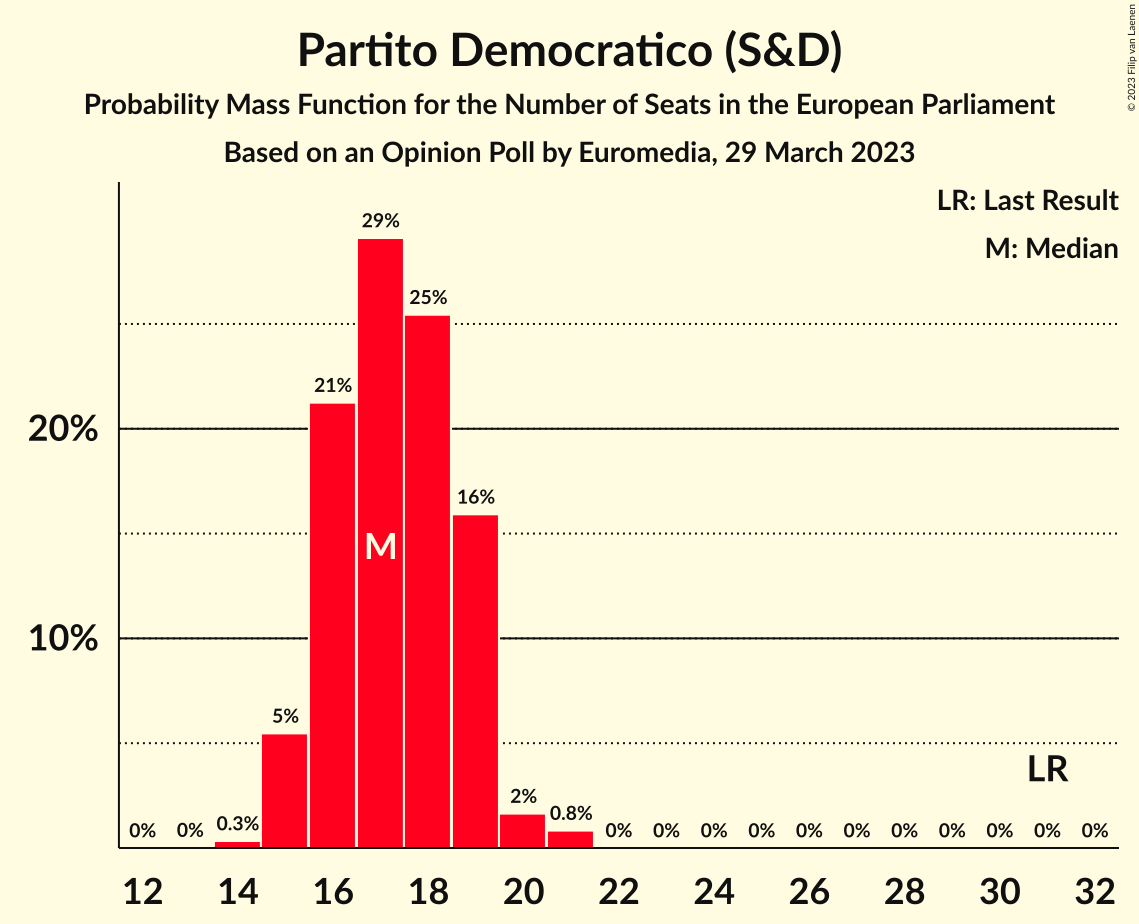 Partito Democratico (S&D)
Probability Mass Function for the Number of Seats in the European Parliament
Based on an Opinion Poll by Euromedia, 29 March 2023
© 2023 Filip van Laenen
LR: Last Result
M: Median
29%
25%
21%
20%
16%
M
10%
5%
LR
0% 0% 0.3% 2% 0.8% 0% 0% 0% 0% 0% 0% 0% 0% 0% 0% 0%
12 14 16 18 20 22 24 26 28 30 32